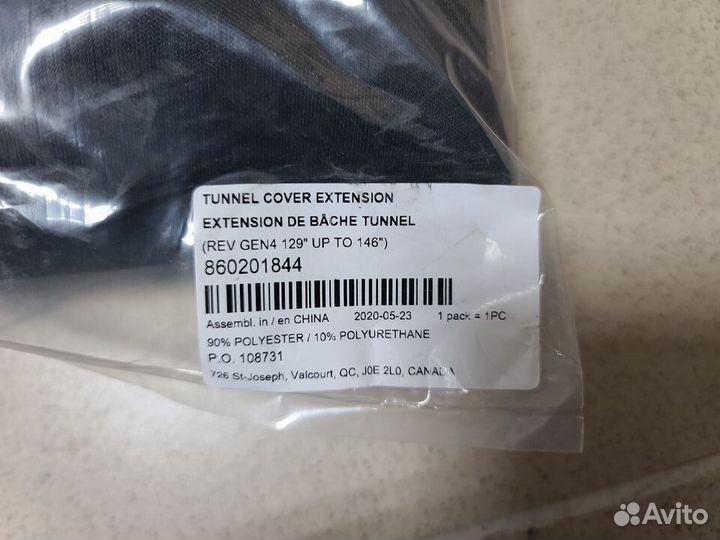 TUNNEL COVER EXTENSION
EXTENSION DE BÂCHE TUNNEL
(REV GEN4 129" UP TO 146")
860201844
Assembl. in / en CHINA 2020-05-23 1 pack = 1PC
90% POLYESTER / 10% POLYURETHANE
P.O. 108731
726 St-Joseph, Valcourt, QC, J0E 2L0, CANADA
Avito